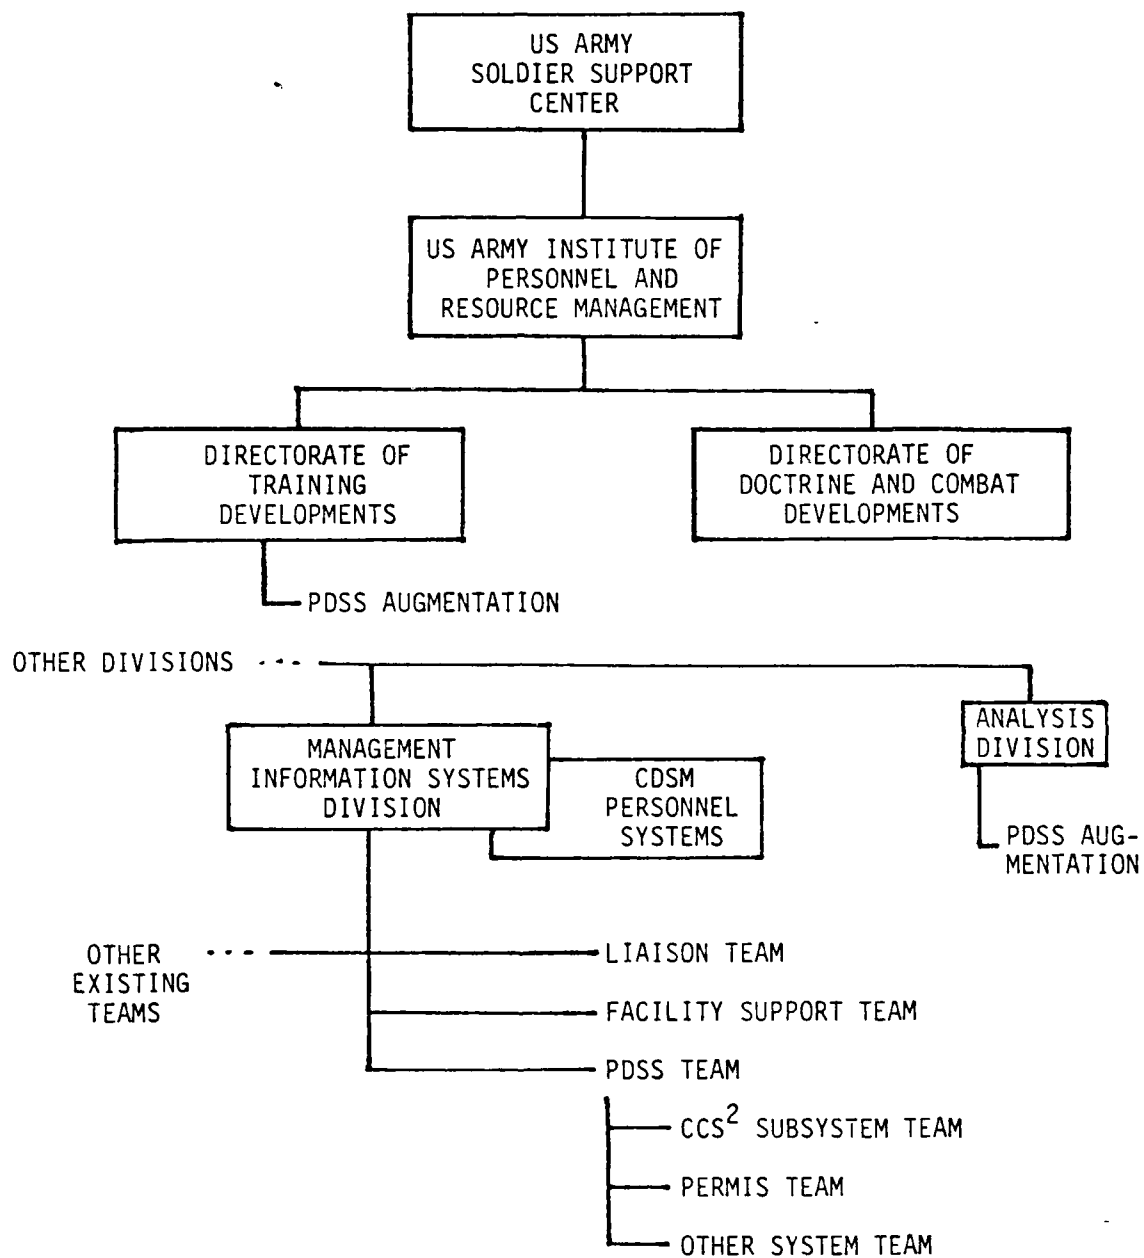 US ARMY
SOLDIER SUPPORT
CENTER
US ARMY INSTITUTE OF
PERSONNEL AND
RESOURCE MANAGEMENT
DIRECTORATE OF
TRAINING
DEVELOPMENTS
DIRECTORATE OF
DOCTRINE AND COMBAT
DEVELOPMENTS
PDSS AUGMENTATION
OTHER DIVISIONS ...
MANAGEMENT
INFORMATION SYSTEMS
DIVISION
CDSM
PERSONNEL
SYSTEMS
ANALYSIS
DIVISION
PDSS AUG-
MENTATION
OTHER ...
EXISTING
TEAMS
LIAISON TEAM
FACILITY SUPPORT TEAM
PDSS TEAM
CCS² SUBSYSTEM TEAM
PERMIS TEAM
OTHER SYSTEM TEAM